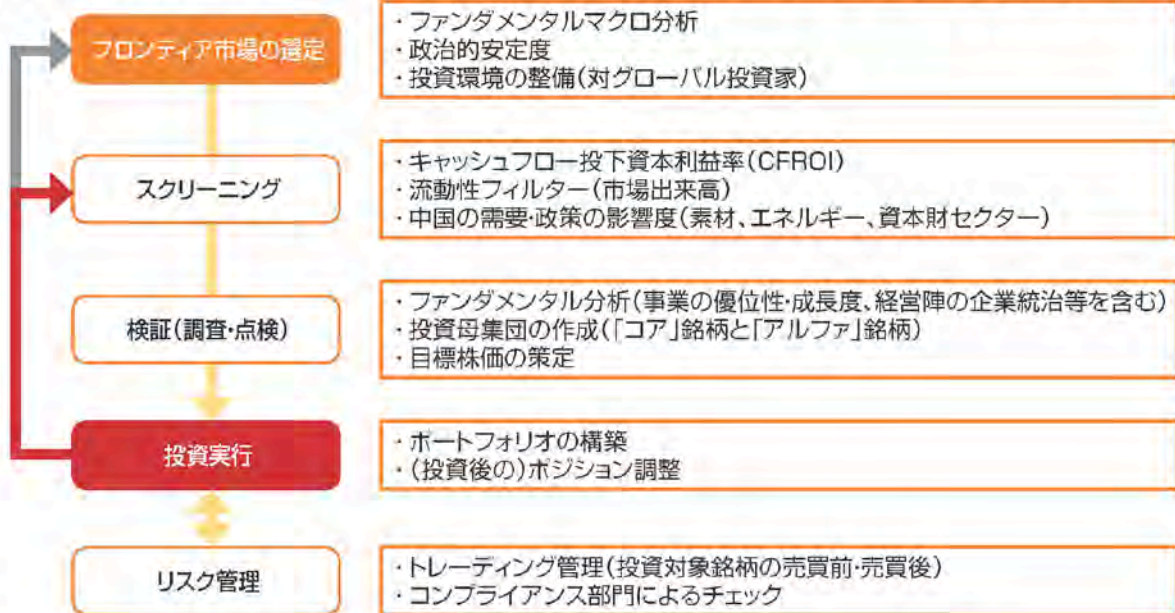 フロンティア市場の選定
・ファンダメンタルマクロ分析
・政治的安定度
・投資環境の整備(対グローバル投資家)
スクリーニング
・キャッシュフロー投下資本利益率(CFROI)
・流動性フィルター(市場出来高)
・中国の需要・政策の影響度(素材、エネルギー、資本財セクター)
検証(調査・点検)
・ファンダメンタル分析(事業の優位性・成長度、経営陣の企業統治等を含む)
・投資母集団の作成(「コア」銘柄と「アルファ」銘柄)
・目標株価の策定
投資実行
・ポートフォリオの構築
・(投資後の)ポジション調整
リスク管理
・トレーディング管理(投資対象銘柄の売買前・売買後)
・コンプライアンス部門によるチェック